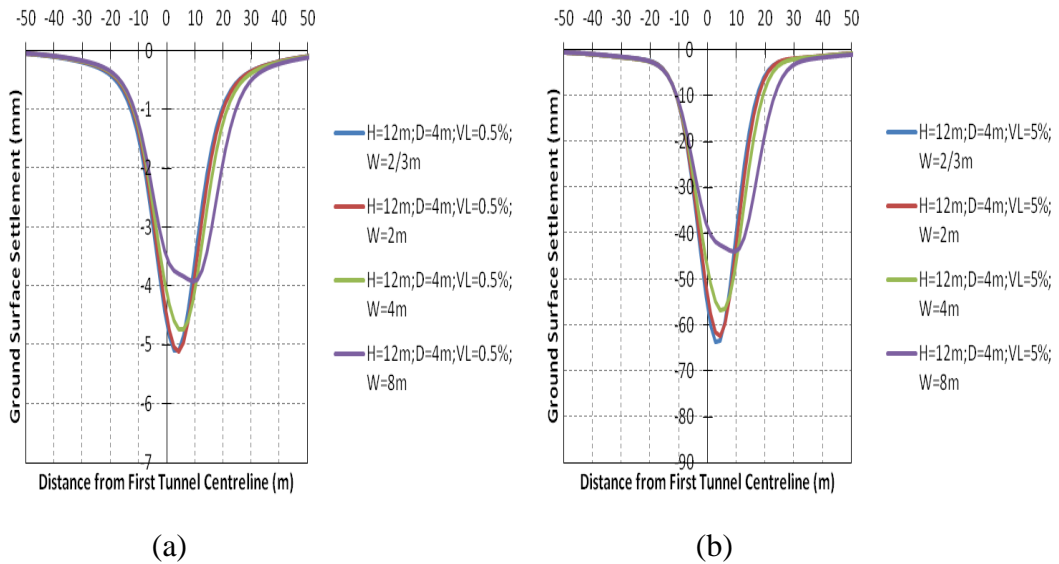 -50 -40 -30 -20 -10 0 10 20 30 40 50
0
-1
-2
-3
-4
-5
-6
-7
Ground Surface Settlement (mm)
Distance from First Tunnel Centreline (m)
H=12m;D=4m;VL=0.5%;
W=2/3m
H=12m;D=4m;VL=0.5%;
W=2m
H=12m;D=4m;VL=0.5%;
W=4m
H=12m;D=4m;VL=0.5%;
W=8m
(a)
-50 -40 -30 -20 -10 0 10 20 30 40 50
0
-10
-20
-30
-40
-50
-60
-70
-80
-90
Ground Surface Settlement (mm)
Distance from First Tunnel Centreline (m)
H=12m;D=4m;VL=5%;
W=2/3m
H=12m;D=4m;VL=5%;
W=2m
H=12m;D=4m;VL=5%;
W=4m
H=12m;D=4m;VL=5%;
W=8m
(b)